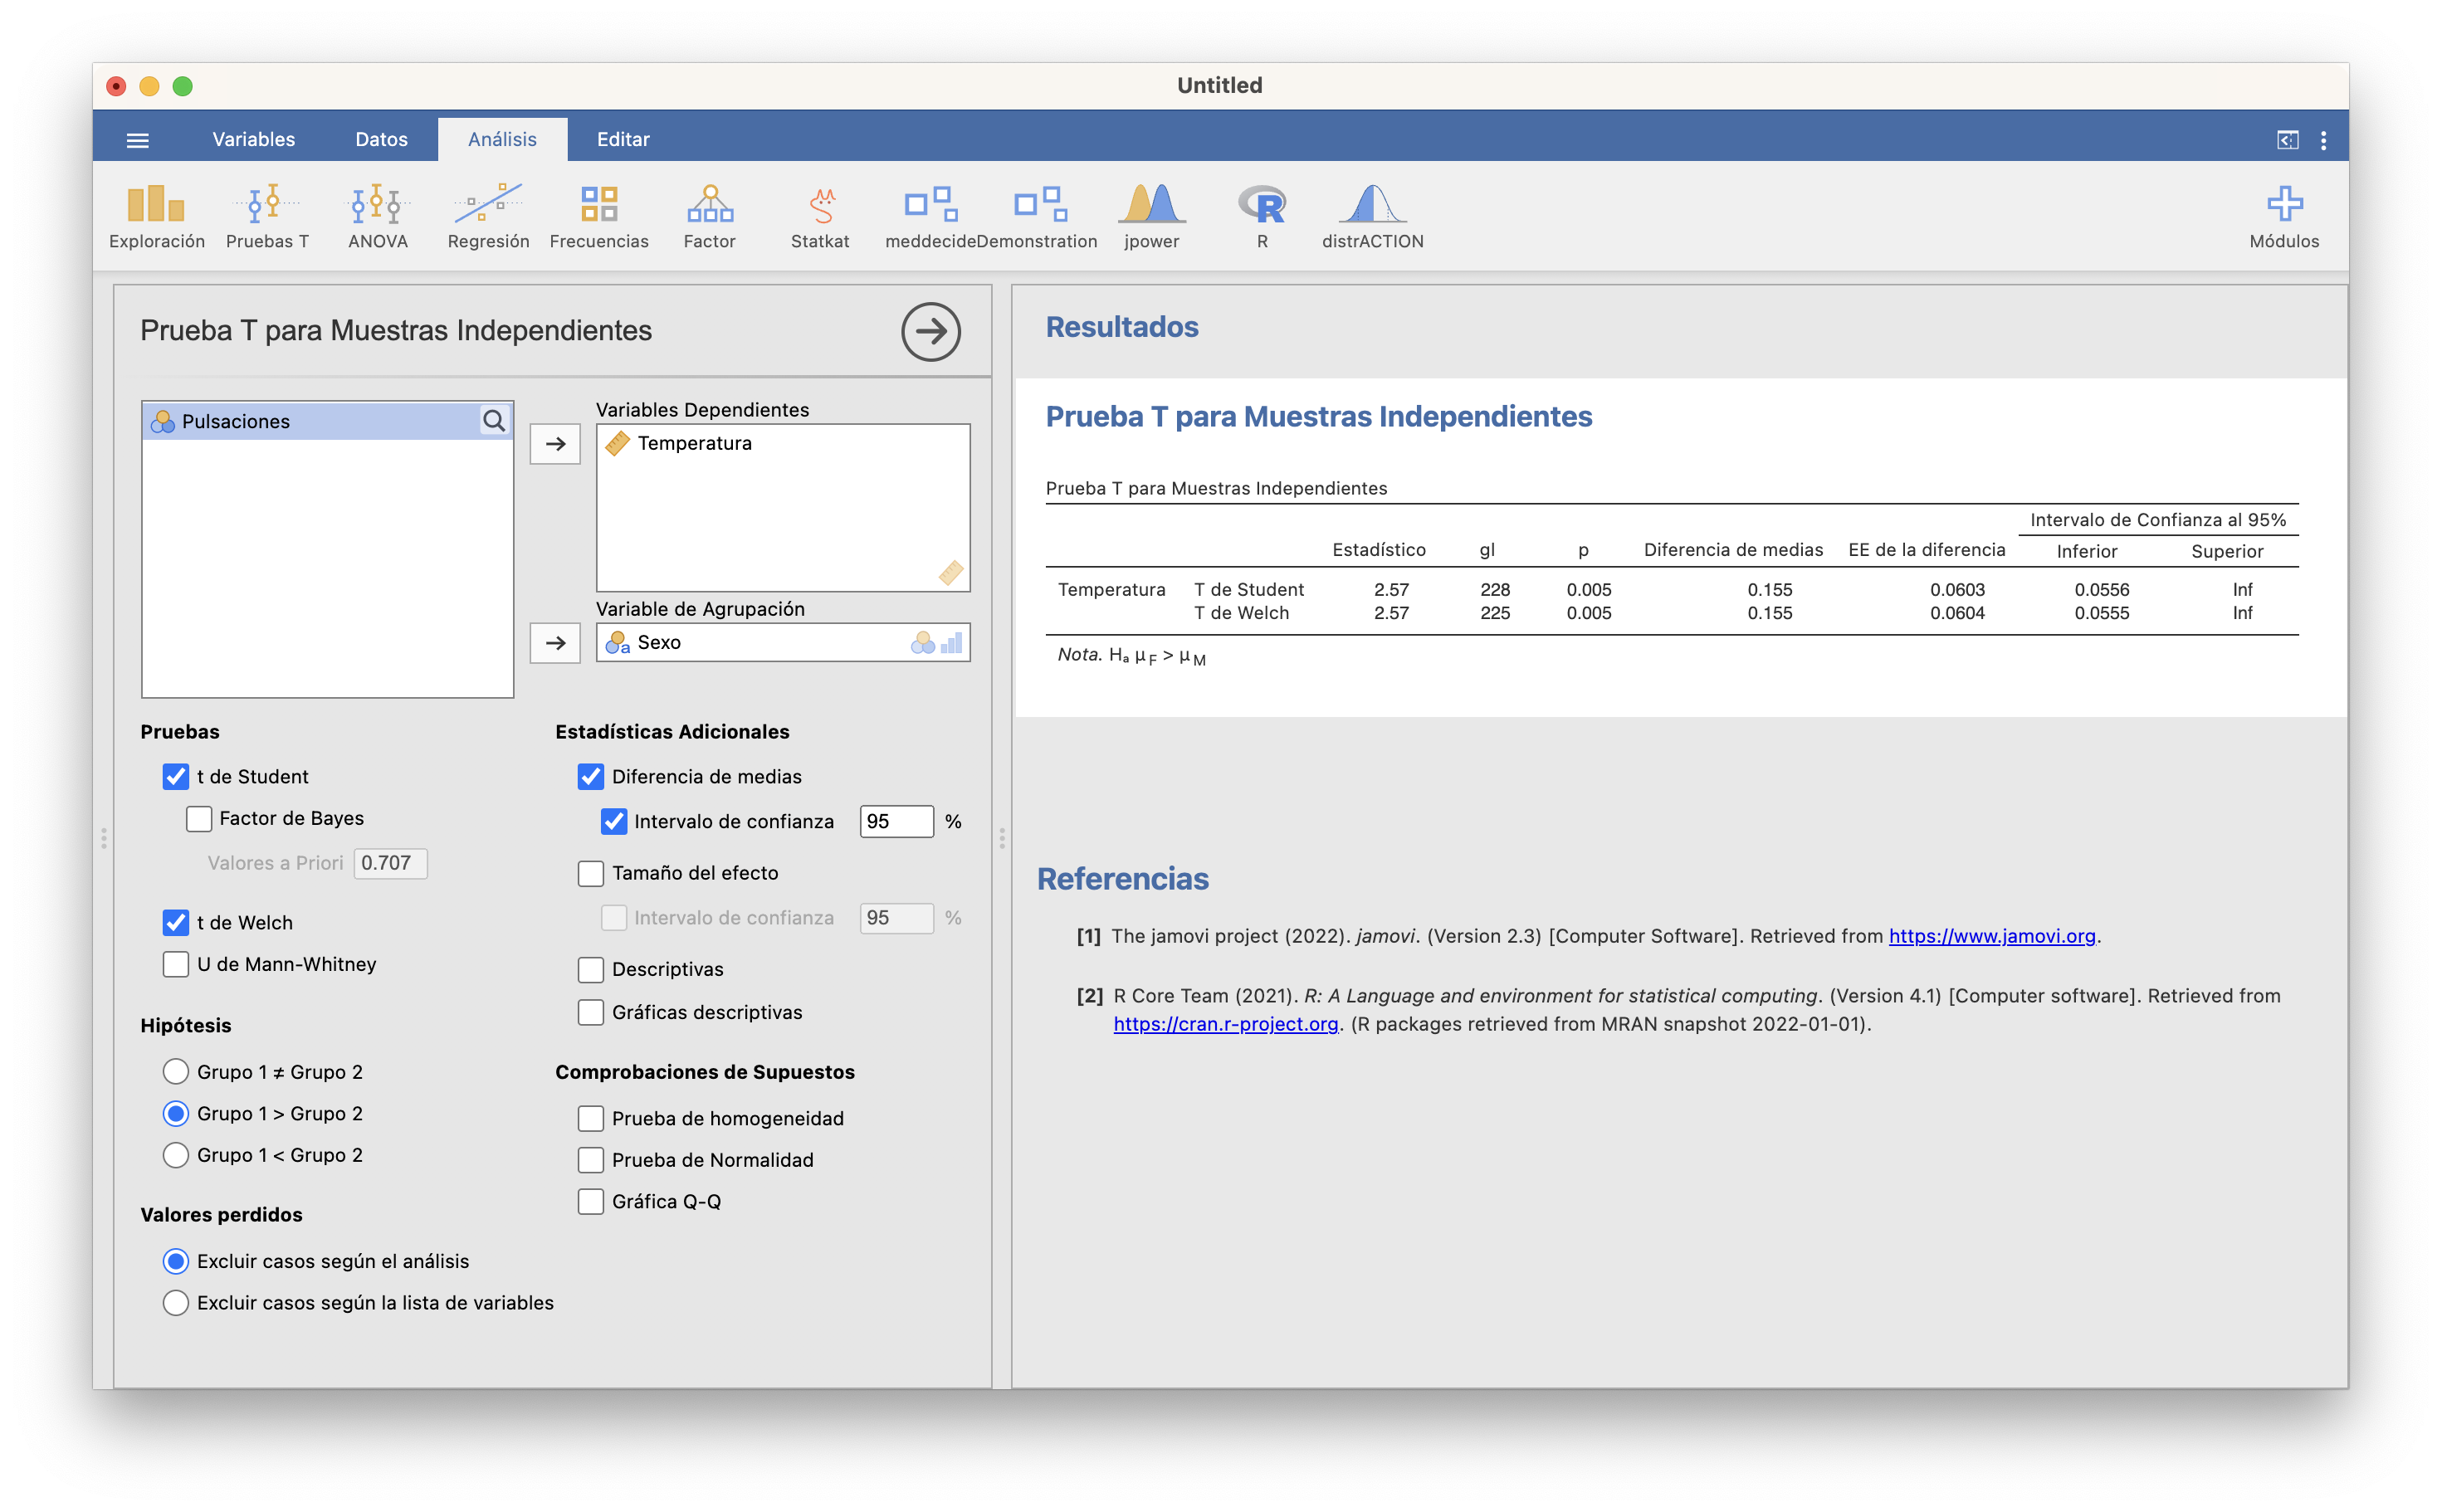 Untitled
Variables Datos Análisis Editar
Exploración Pruebas T ANOVA Regresión Frecuencias Factor Statkat meddecide Demonstration jpower R distrACTION Módulos
Prueba T para Muestras Independientes
Pulsaciones
Variables Dependientes
Temperatura
Variable de Agrupación
Sexo
Pruebas
t de Student
Factor de Bayes
Valores a Priori 0.707
t de Welch
U de Mann-Whitney
Hipótesis
Grupo 1 ≠ Grupo 2
Grupo 1 > Grupo 2
Grupo 1 < Grupo 2
Valores perdidos
Excluir casos según el análisis
Excluir casos según la lista de variables
Estadísticas Adicionales
Diferencia de medias
Intervalo de confianza 95 %
Tamaño del efecto
Intervalo de confianza 95 %
Descriptivas
Gráficas descriptivas
Comprobaciones de Supuestos
Prueba de homogeneidad
Prueba de Normalidad
Gráfica Q-Q
Resultados
Prueba T para Muestras Independientes
Prueba T para Muestras Independientes
Intervalo de Confianza al 95%
Estadístico gl p Diferencia de medias EE de la diferencia Inferior Superior
Temperatura T de Student 2.57 228 0.005 0.155 0.0603 0.0556 Inf
T de Welch 2.57 225 0.005 0.155 0.0604 0.0555 Inf
Nota. Hₐ μ F > μ M
Referencias
[1] The jamovi project (2022). jamovi. (Version 2.3) [Computer Software]. Retrieved from https://www.jamovi.org.
[2] R Core Team (2021). R: A Language and environment for statistical computing. (Version 4.1) [Computer software]. Retrieved from
https://cran.r-project.org. (R packages retrieved from MRAN snapshot 2022-01-01).